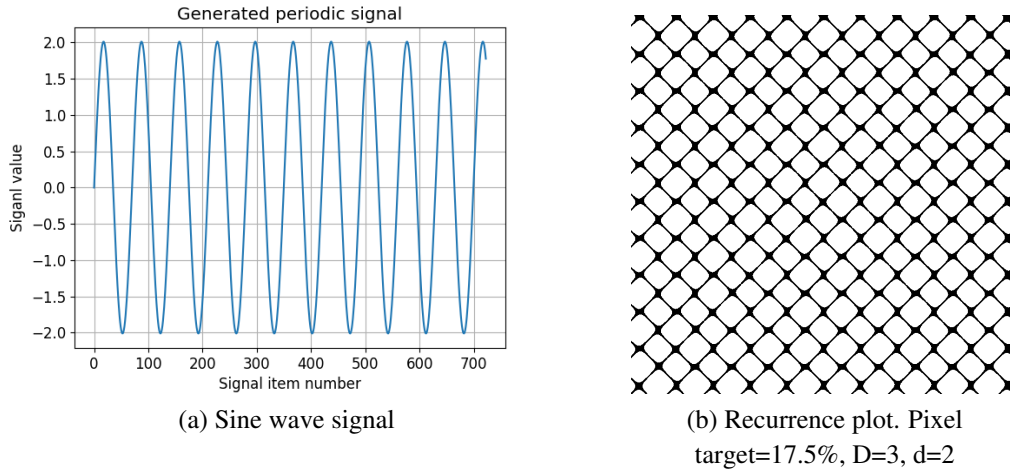 Generated periodic signal
Siganl value
2.0
1.5
1.0
0.5
0.0
−0.5
−1.0
−1.5
−2.0
0 100 200 300 400 500 600 700
Signal item number
(a) Sine wave signal
(b) Recurrence plot. Pixel
target=17.5%, D=3, d=2